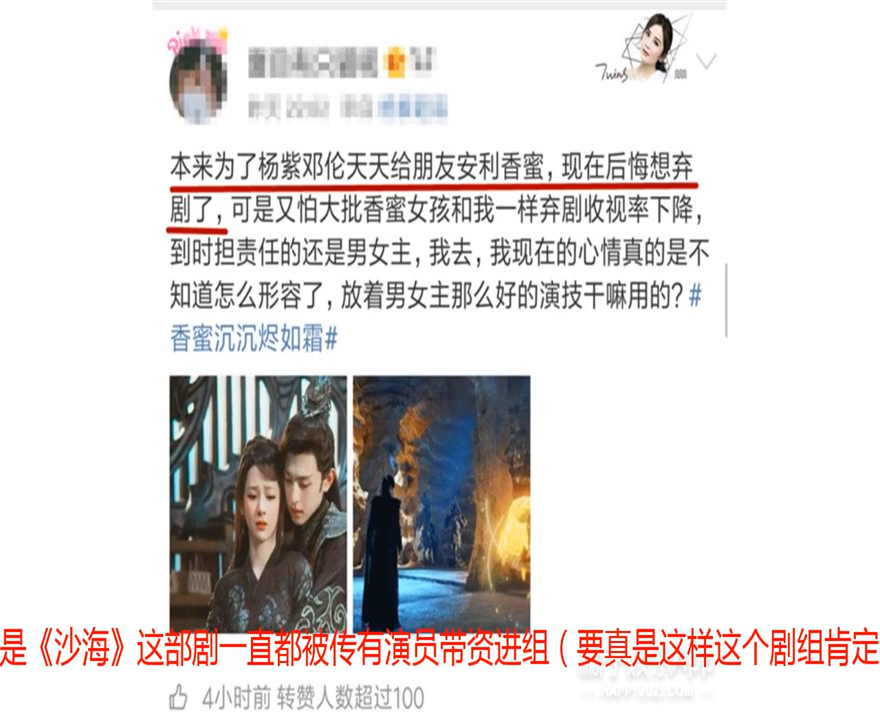 Pick
Twins
本来为了杨紫邓伦天天给朋友安利香蜜，现在后悔想弃
剧了，可是又怕大批香蜜女孩和我一样弃剧收视率下降，
到时担责任的还是男女主，我去，我现在的心情真的是不
知道怎么形容了，放着男女主那么好的演技干嘛用的？#
香蜜沉沉烬如霜#
是《沙海》这部剧一直都被传有演员带资进组（要真是这样这个剧组肯定
4小时前 转赞人数超过100